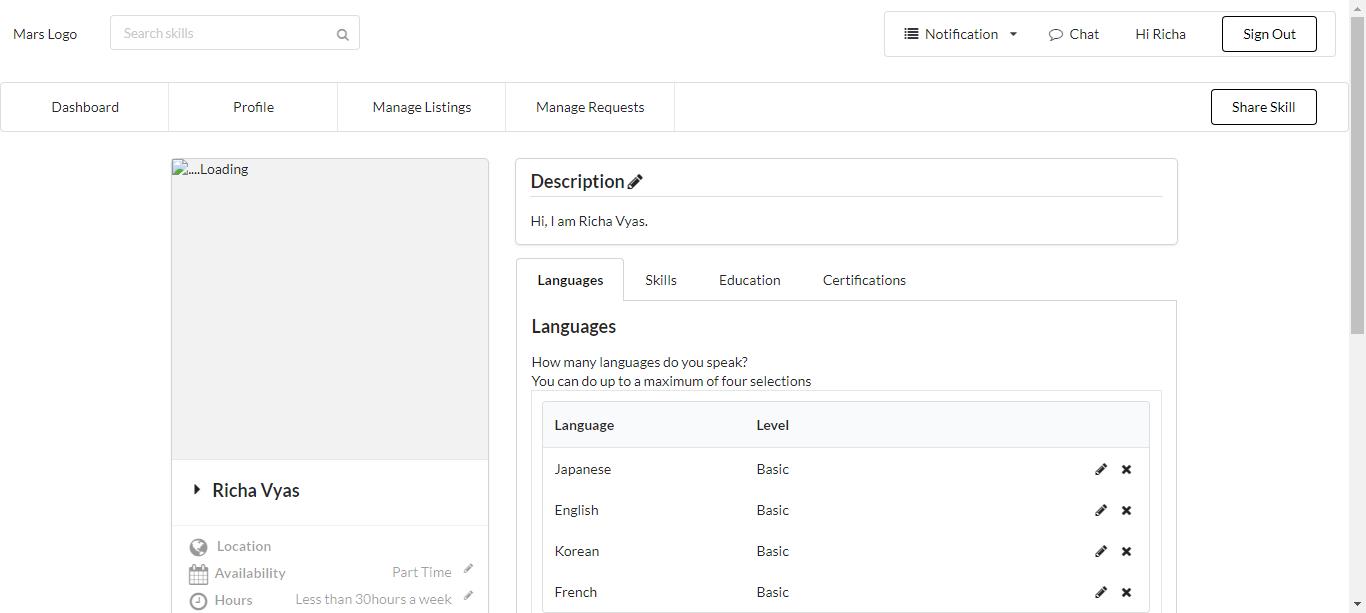 Mars Logo
Search skills
Notification
Chat
Hi Richa
Sign Out
Dashboard
Profile
Manage Listings
Manage Requests
Share Skill
....Loading
Richa Vyas
Location
Availability
Part Time
Hours
Less than 30hours a week
Description
Hi, I am Richa Vyas.
Languages
Skills
Education
Certifications
Languages
How many languages do you speak?
You can do up to a maximum of four selections
Language Level
Japanese Basic
English Basic
Korean Basic
French Basic